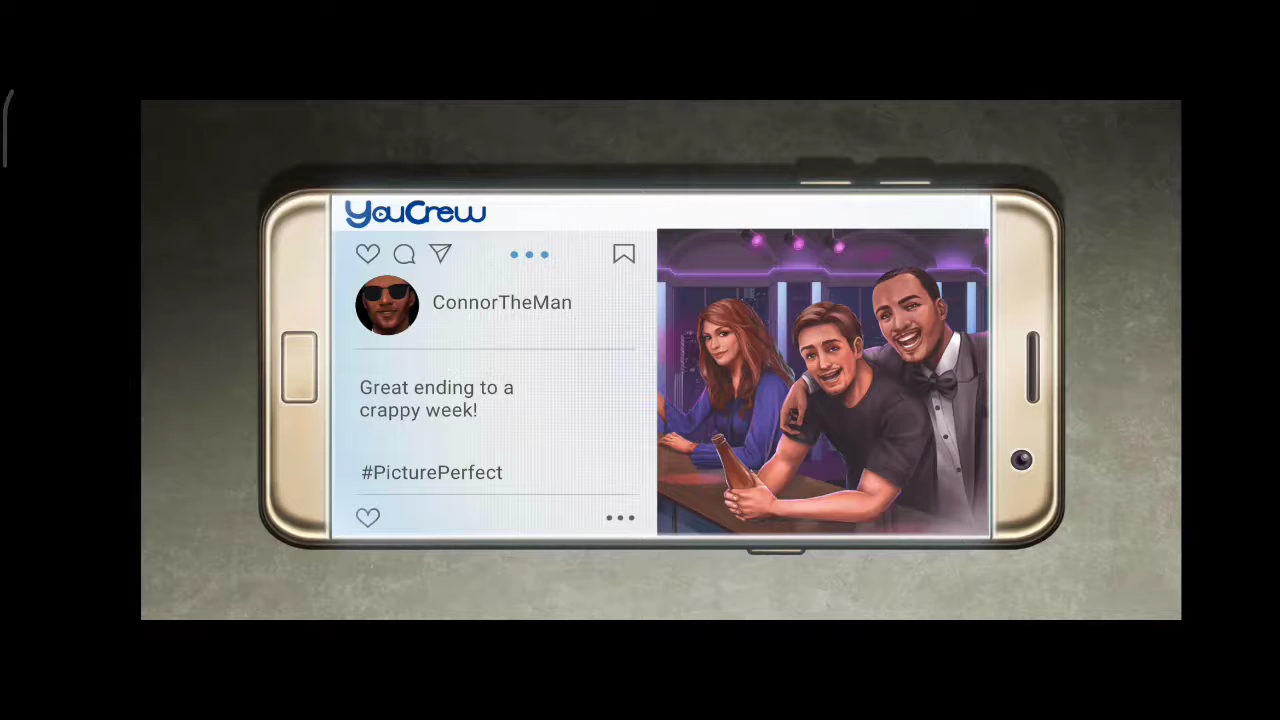 YouCrew
ConnorTheMan
Great ending to a
crappy week!
#PicturePerfect